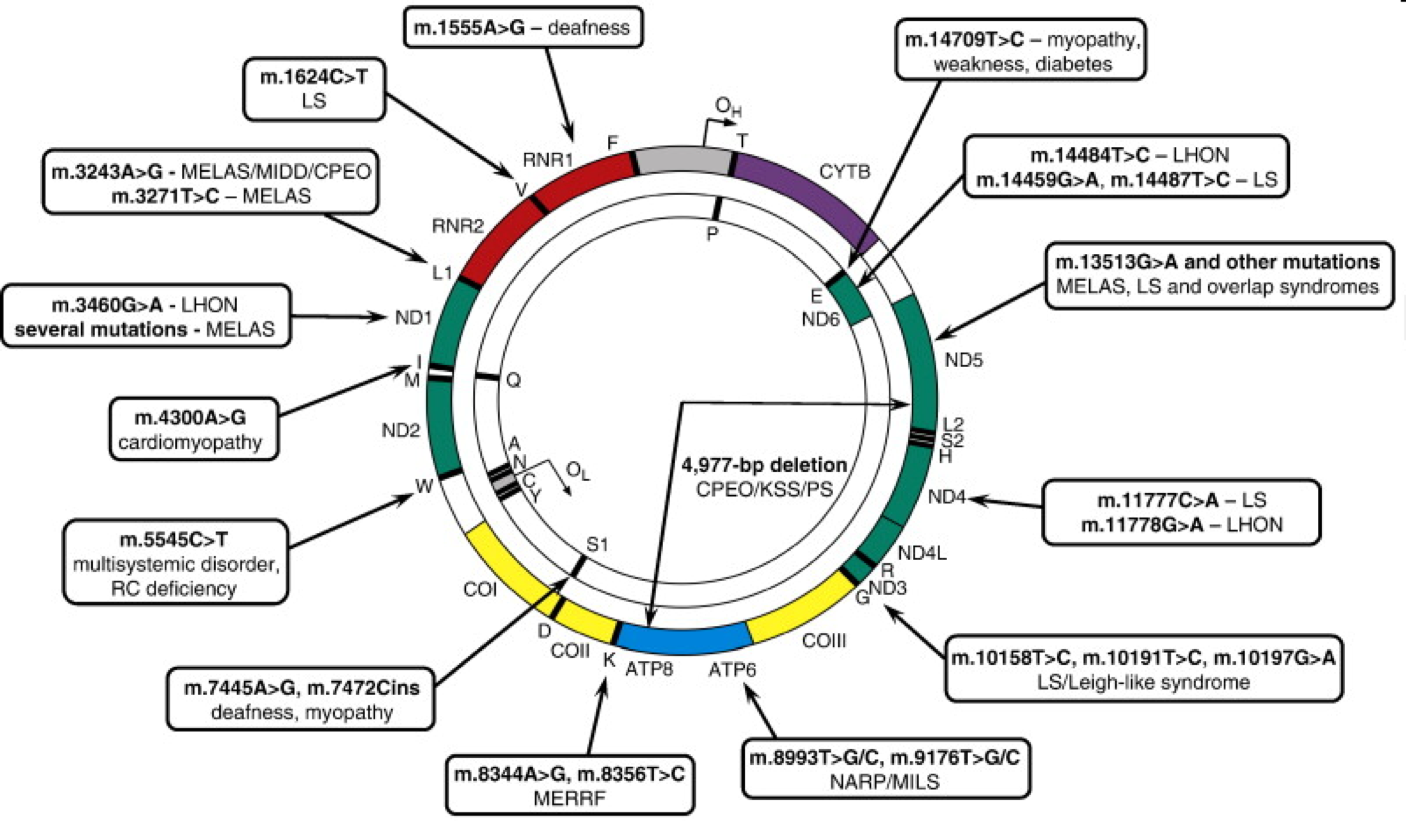 m.1555A>G – deafness
m.1624C>T
LS
m.3243A>G - MELAS/MIDD/CPEO
m.3271T>C – MELAS
m.3460G>A - LHON
several mutations - MELAS
m.4300A>G
cardiomyopathy
m.5545C>T
multisystemic disorder,
RC deficiency
m.7445A>G, m.7472Cins
deafness, myopathy
m.8344A>G, m.8356T>C
MERRF
m.8993T>G/C, m.9176T>G/C
NARP/MILS
m.10158T>C, m.10191T>C, m.10197G>A
LS/Leigh-like syndrome
m.11777C>A – LS
m.11778G>A – LHON
m.13513G>A and other mutations
MELAS, LS and overlap syndromes
m.14484T>C – LHON
m.14459G>A, m.14487T>C – LS
m.14709T>C – myopathy,
weakness, diabetes
OH
T
CYTB
ND5
L2
S2
H
ND4
ND4L
R
ND3
G
COIII
ATP6
ATP8
K
COII
D
COI
W
ND2
M
I
ND1
L1
RNR2
V
RNR1
F
P
E
ND6
Q
A
N
C
Y
OL
S1
4,977-bp deletion
CPEO/KSS/PS